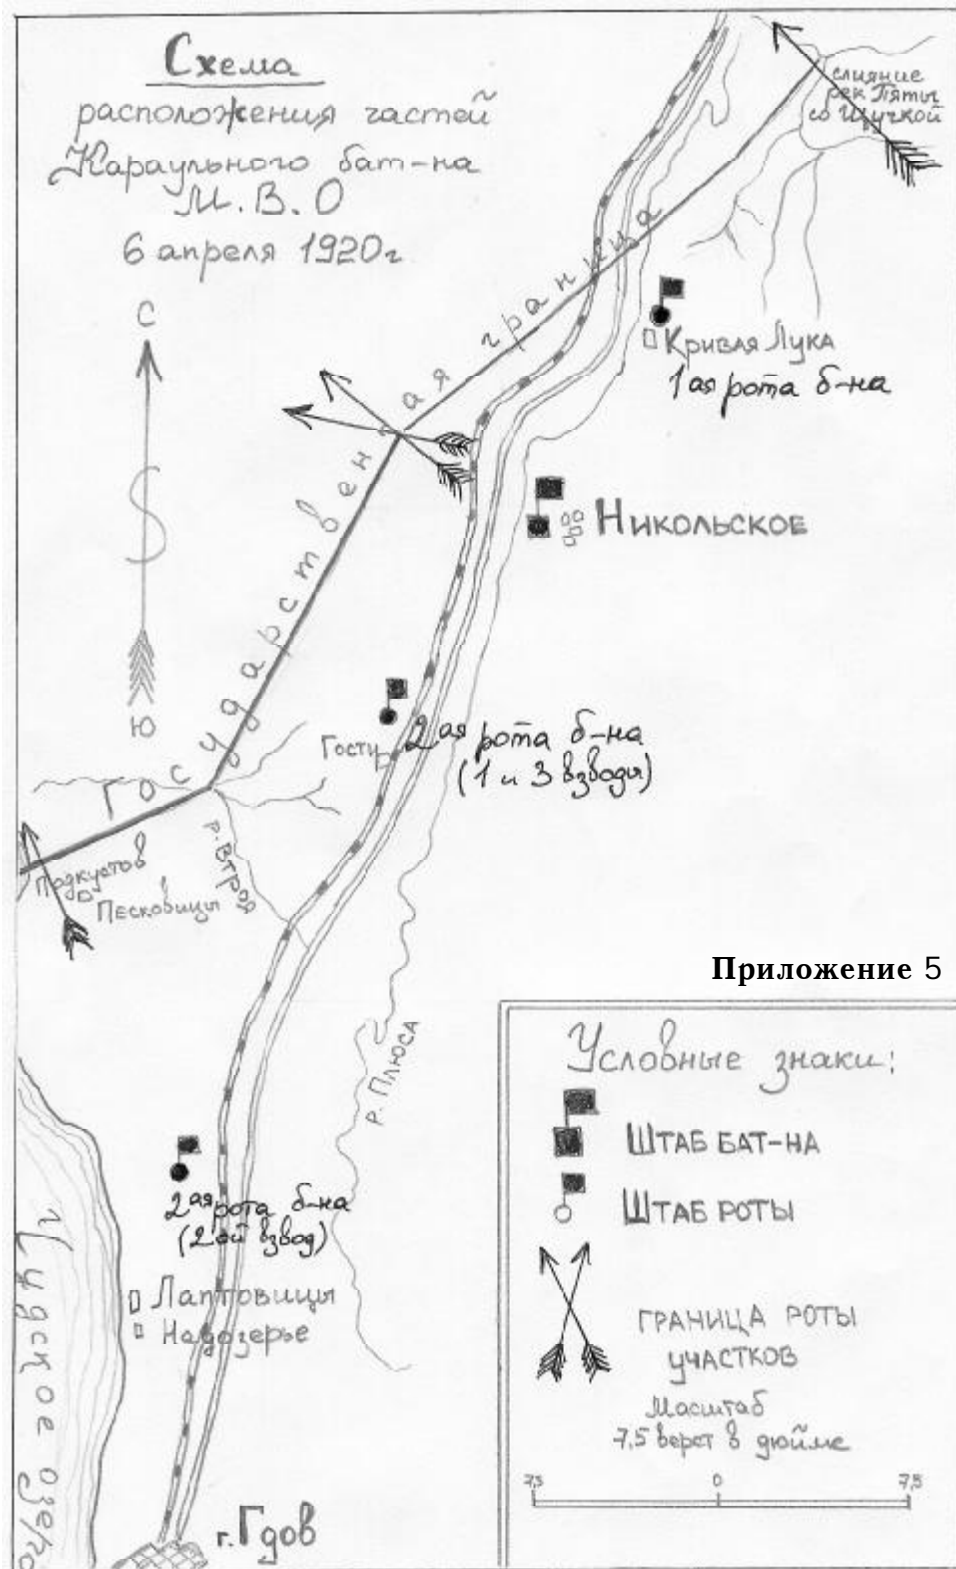 Схема
расположения частей
Караульного бат-на
М.В.О
6 апреля 1920г
С
Ю
слияние
рек Пяты
со Щучкой
Государственная граница
Кривая Лука
1ая рота б-на
Никольское
2ая рота б-на
(1 и 3 взводы)
р. Втроя
Песковицы
р. Плюса
Приложение 5
2ая рота б-на
(2ой взвод)
Лаптовицы
Надозерье
Чудское озеро
г. Гдов
Условные знаки:
Штаб бат-на
Штаб роты
Граница роты
участков
Масштаб
7,5 верст в дюйме
7,5 0 7,5